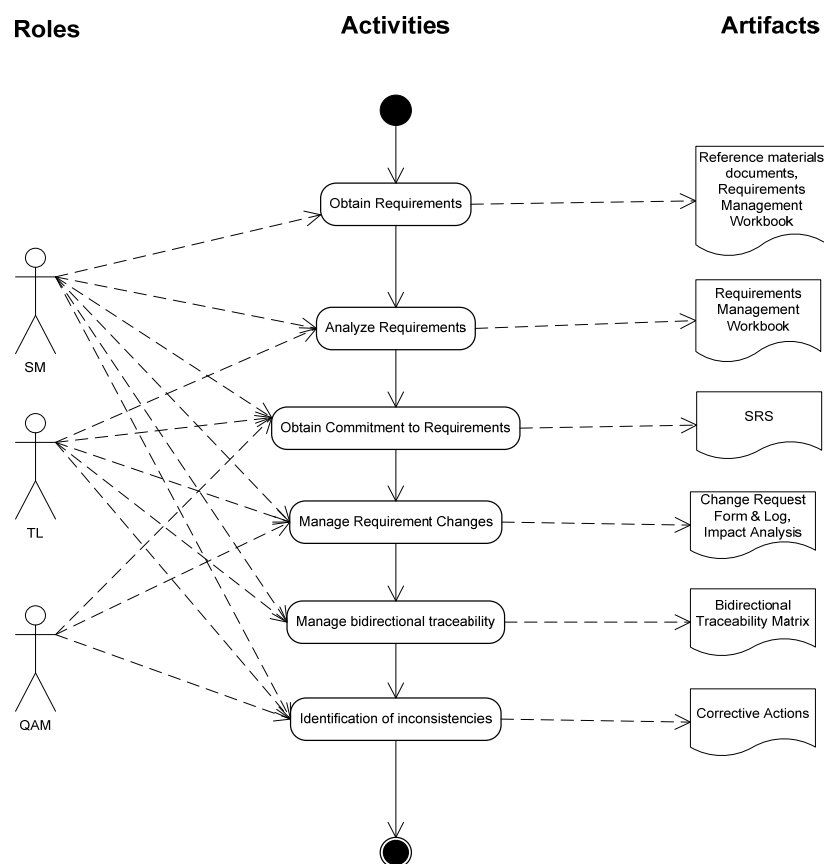 Roles
Activities
Artifacts
Reference materials
documents,
Requirements
Management
Workbook
Obtain Requirements
SM
Requirements
Management
Workbook
Analyze Requirements
TL
SRS
Obtain Commitment to Requirements
Change Request
Form & Log,
Impact Analysis
Manage Requirement Changes
QAM
Bidirectional
Traceability Matrix
Manage bidirectional traceability
Corrective Actions
Identification of inconsistencies